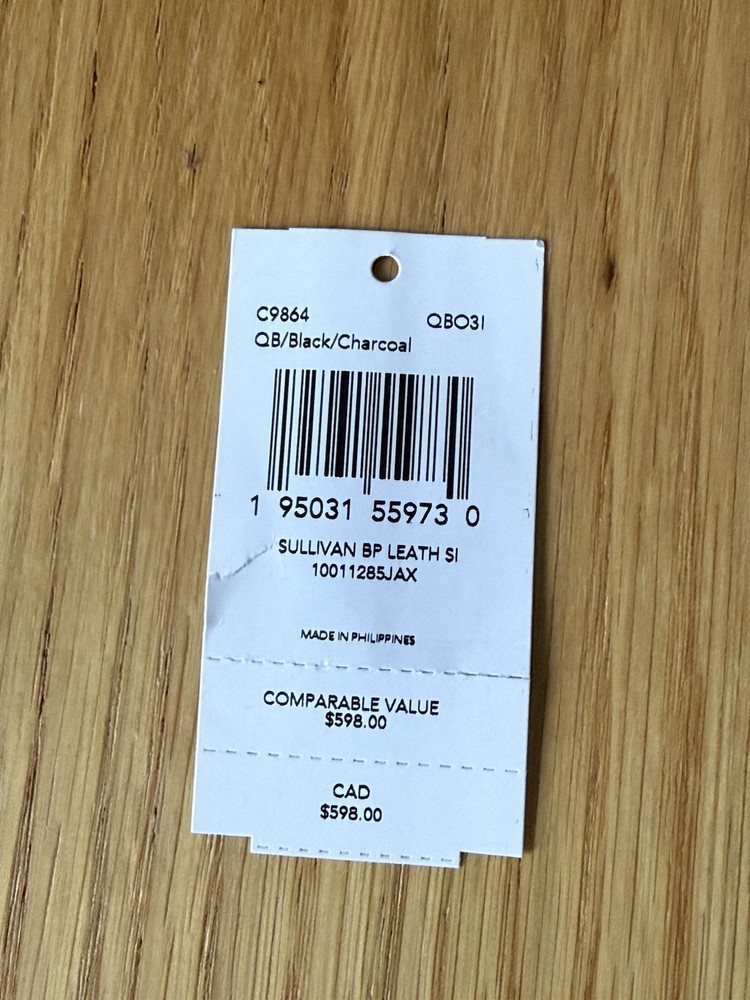 C9864 QBO3I
QB/Black/Charcoal
1 95031 55973 0
SULLIVAN BP LEATH SI
10011285JAX
MADE IN PHILIPPINES
COMPARABLE VALUE
$598.00
CAD
$598.00